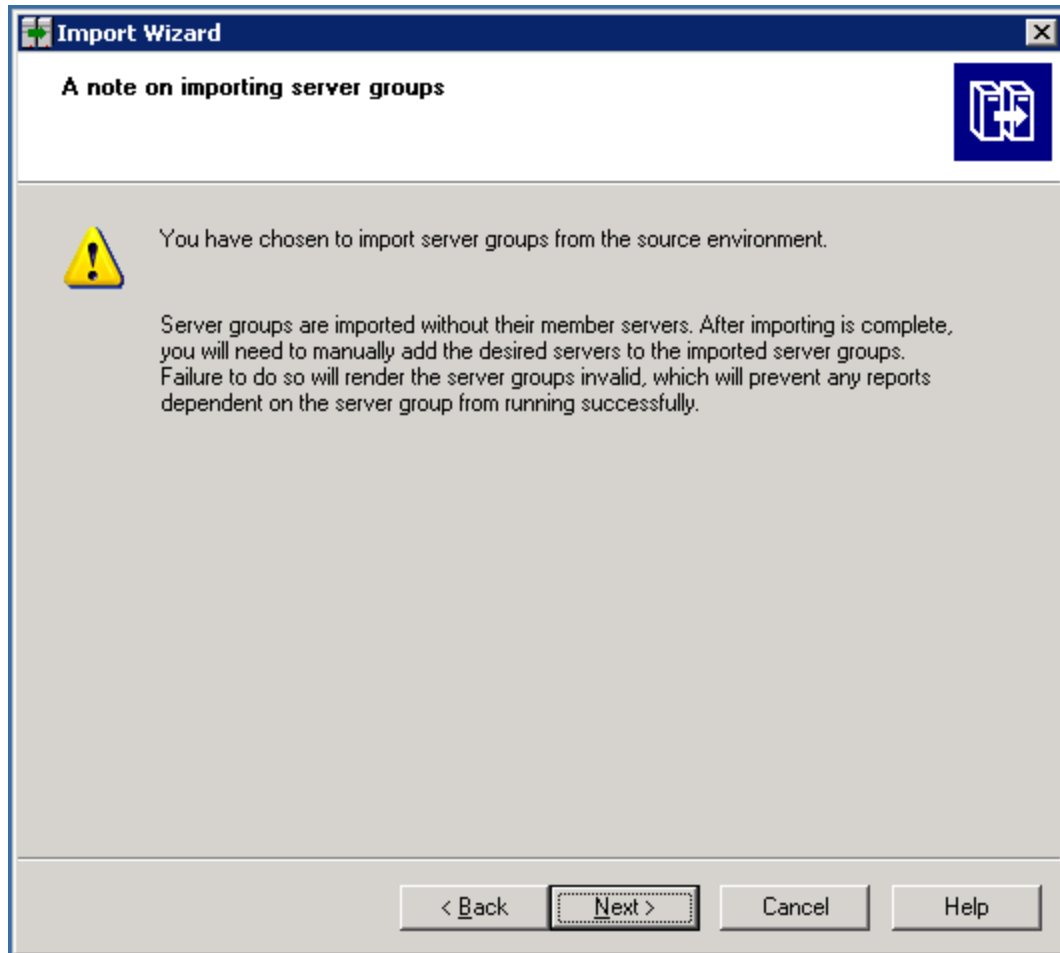 Import Wizard
A note on importing server groups
You have chosen to import server groups from the source environment.
Server groups are imported without their member servers. After importing is complete,
you will need to manually add the desired servers to the imported server groups.
Failure to do so will render the server groups invalid, which will prevent any reports
dependent on the server group from running successfully.
< Back Next > Cancel Help